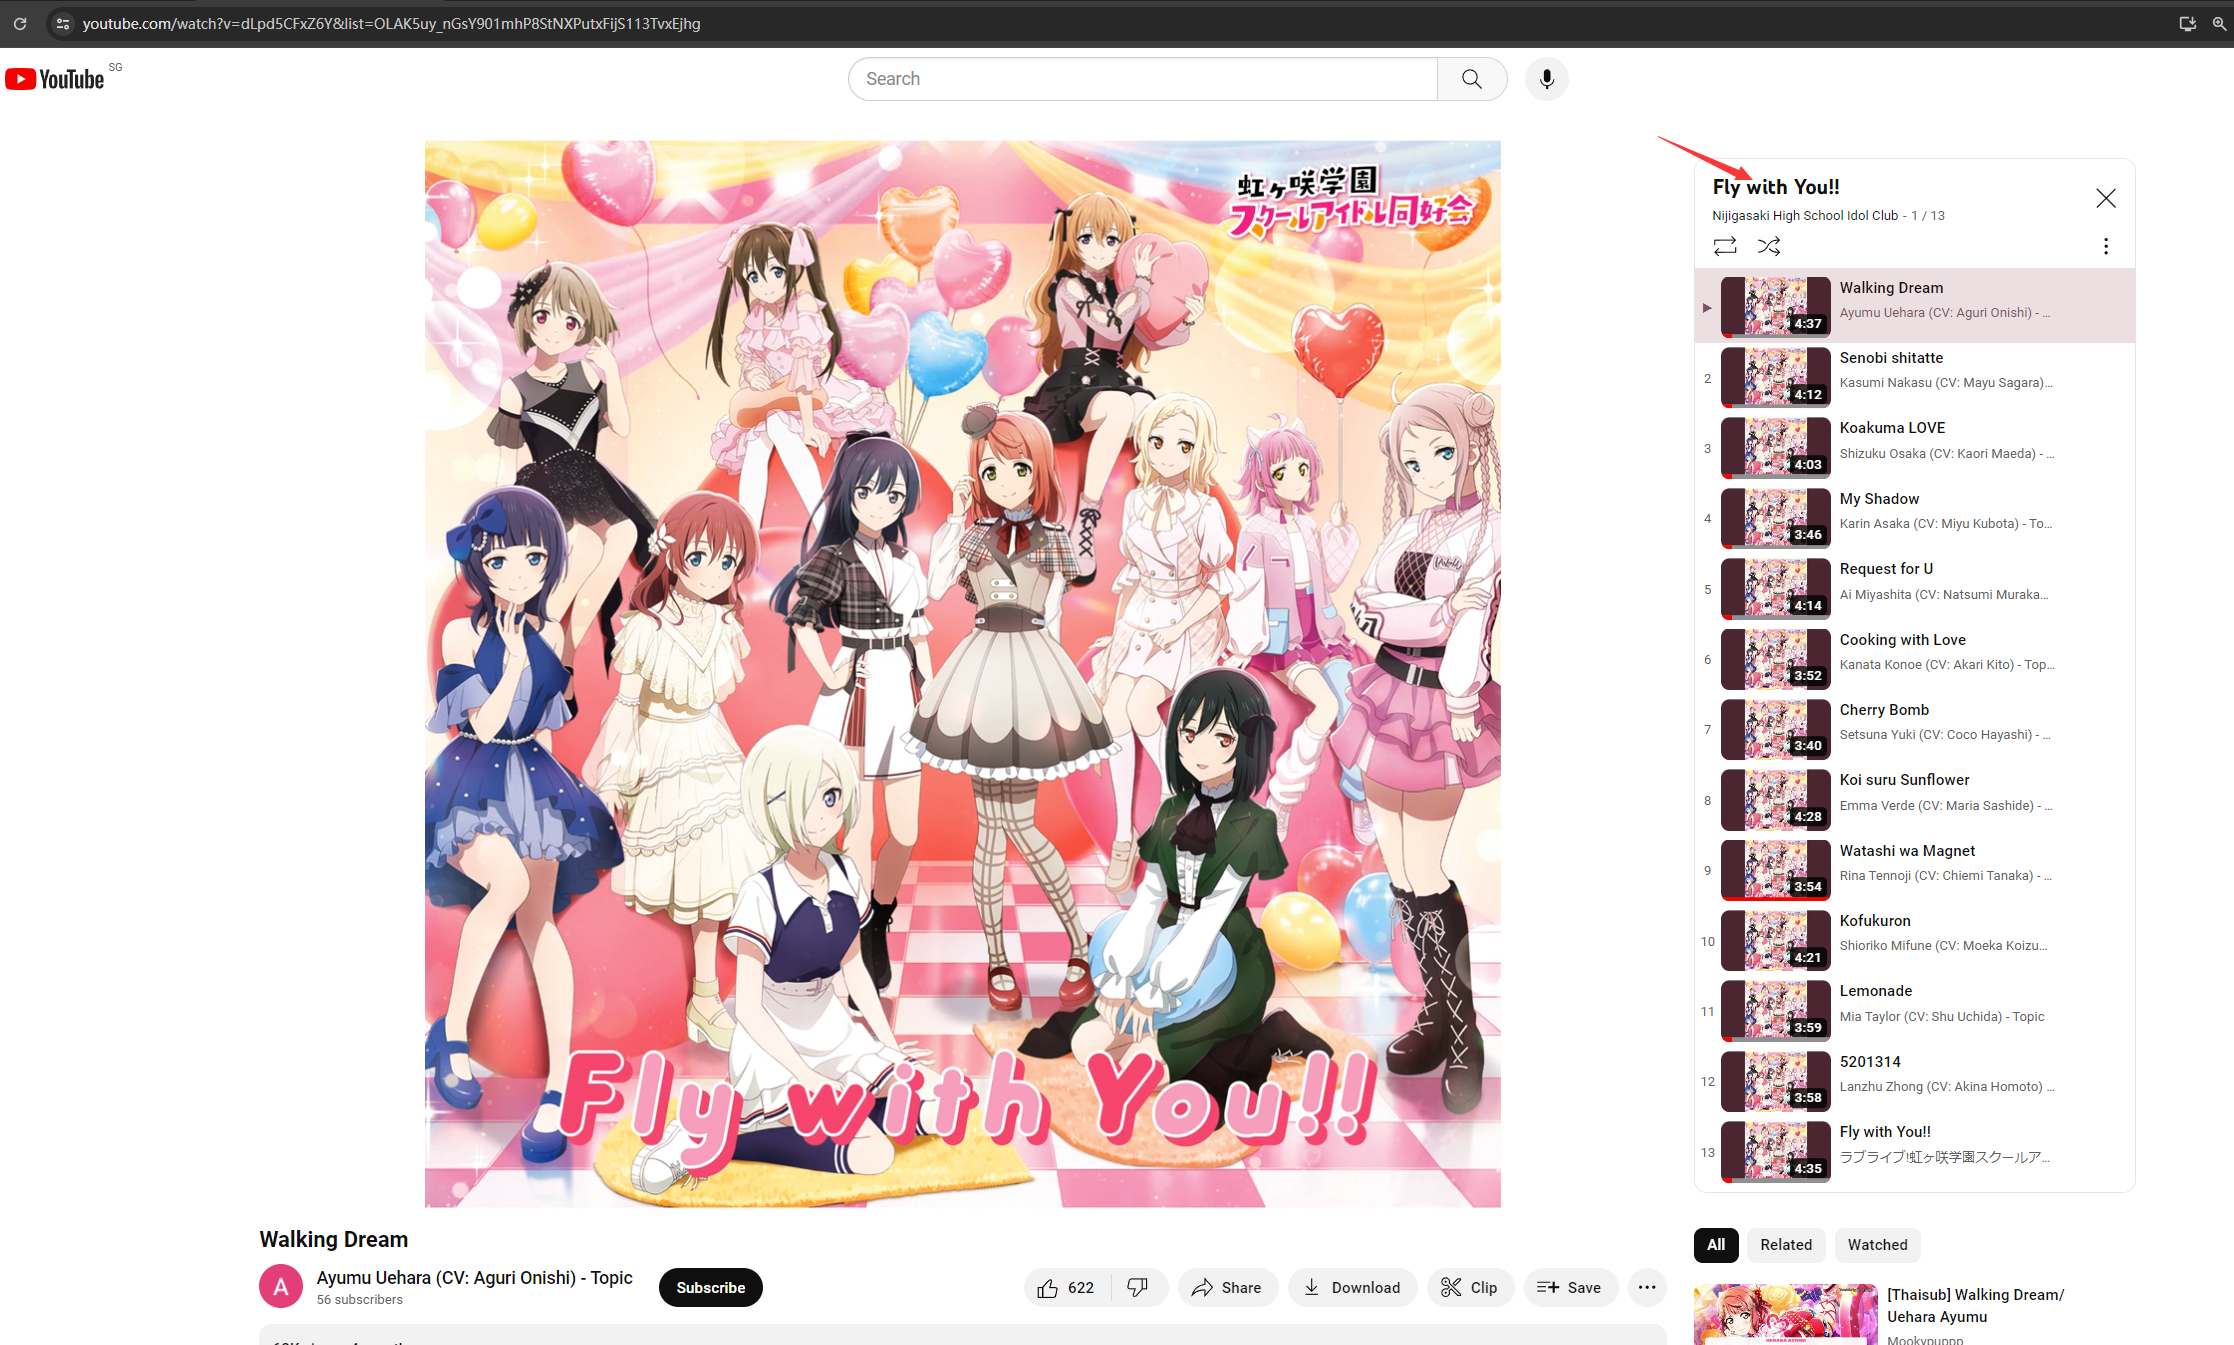 youtube.com/watch?v=dLpd5CFxZ6Y&list=OLAK5uy_nGsY901mhP8StNXPutxFijS113TvxEjhg
YouTube SG
Search
虹ヶ咲学園
スクールアイドル同好会
Fly with You!!
Fly with You!!
Nijigasaki High School Idol Club - 1 / 13
Walking Dream
4:37
Ayumu Uehara (CV: Aguri Onishi) - ...
2
Senobi shitatte
4:12
Kasumi Nakasu (CV: Mayu Sagara)...
3
Koakuma LOVE
4:03
Shizuku Osaka (CV: Kaori Maeda) - ...
4
My Shadow
3:46
Karin Asaka (CV: Miyu Kubota) - To...
5
Request for U
4:14
Ai Miyashita (CV: Natsumi Muraka...
6
Cooking with Love
3:52
Kanata Konoe (CV: Akari Kito) - Top...
7
Cherry Bomb
3:40
Setsuna Yuki (CV: Coco Hayashi) - ...
8
Koi suru Sunflower
4:28
Emma Verde (CV: Maria Sashide) - ...
9
Watashi wa Magnet
3:54
Rina Tennoji (CV: Chiemi Tanaka) - ...
10
Kofukuron
4:21
Shioriko Mifune (CV: Moeka Koizu...
11
Lemonade
3:59
Mia Taylor (CV: Shu Uchida) - Topic
12
5201314
3:58
Lanzhu Zhong (CV: Akina Homoto) ...
13
Fly with You!!
4:35
ラブライブ!虹ヶ咲学園スクールア...
Walking Dream
A
Ayumu Uehara (CV: Aguri Onishi) - Topic
56 subscribers
Subscribe
622
Share
Download
Clip
Save
All
Related
Watched
[Thaisub] Walking Dream/
Uehara Ayumu
Mookypuppp